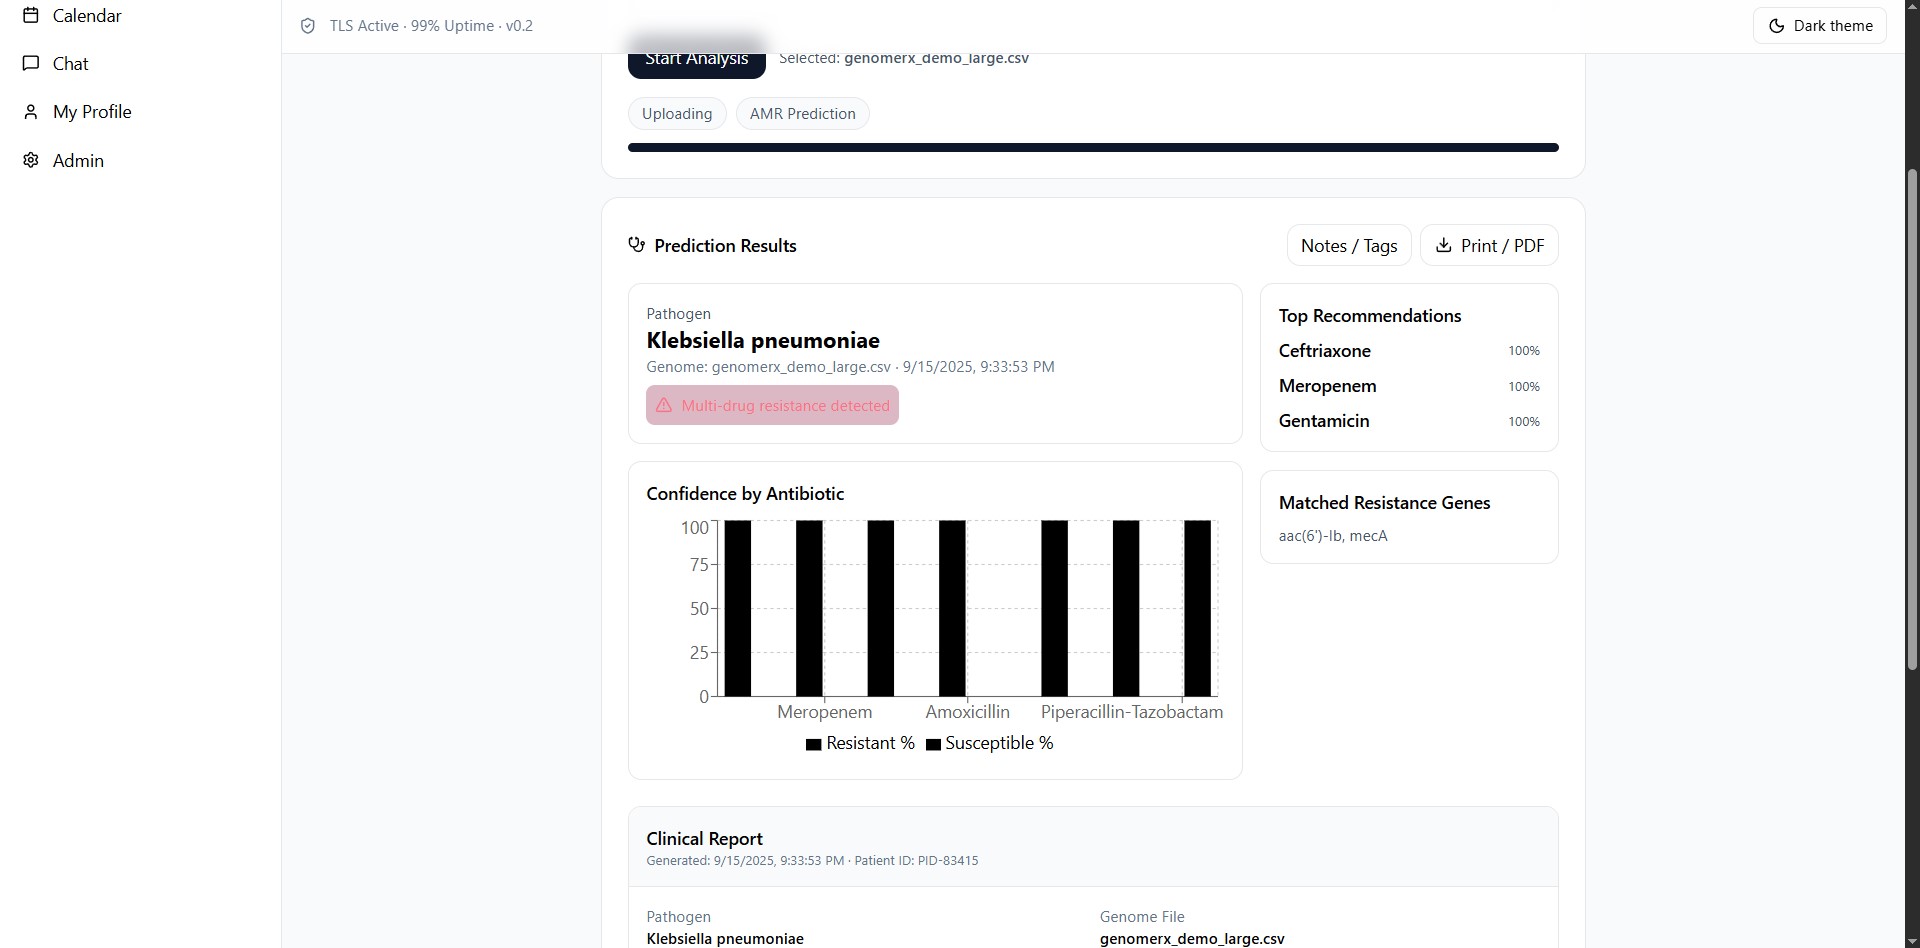 Calendar
Chat
My Profile
Admin
TLS Active · 99% Uptime · v0.2
Dark theme
Start Analysis
Selected: genomerx_demo_large.csv
Uploading
AMR Prediction
Prediction Results
Notes / Tags
Print / PDF
Pathogen
Klebsiella pneumoniae
Genome: genomerx_demo_large.csv · 9/15/2025, 9:33:53 PM
Multi-drug resistance detected
Top Recommendations
Ceftriaxone 100%
Meropenem 100%
Gentamicin 100%
Confidence by Antibiotic
100
75
50
25
0
Meropenem Amoxicillin Piperacillin-Tazobactam
Resistant % Susceptible %
Matched Resistance Genes
aac(6')-Ib, mecA
Clinical Report
Generated: 9/15/2025, 9:33:53 PM · Patient ID: PID-83415
Pathogen
Klebsiella pneumoniae
Genome File
genomerx_demo_large.csv